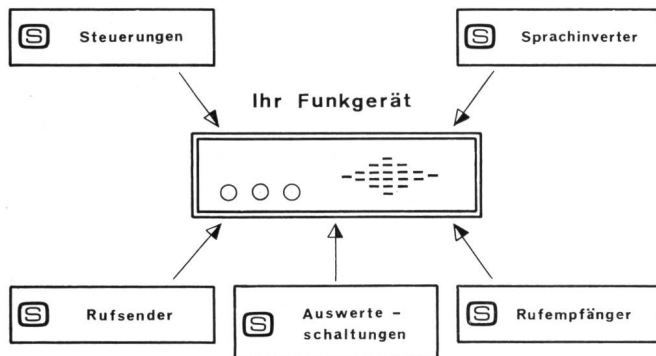 S Steuerungen
S Sprachinverter
Ihr Funkgerät
S Rufsender
S Auswerte -
schaltungen
S Rufempfänger